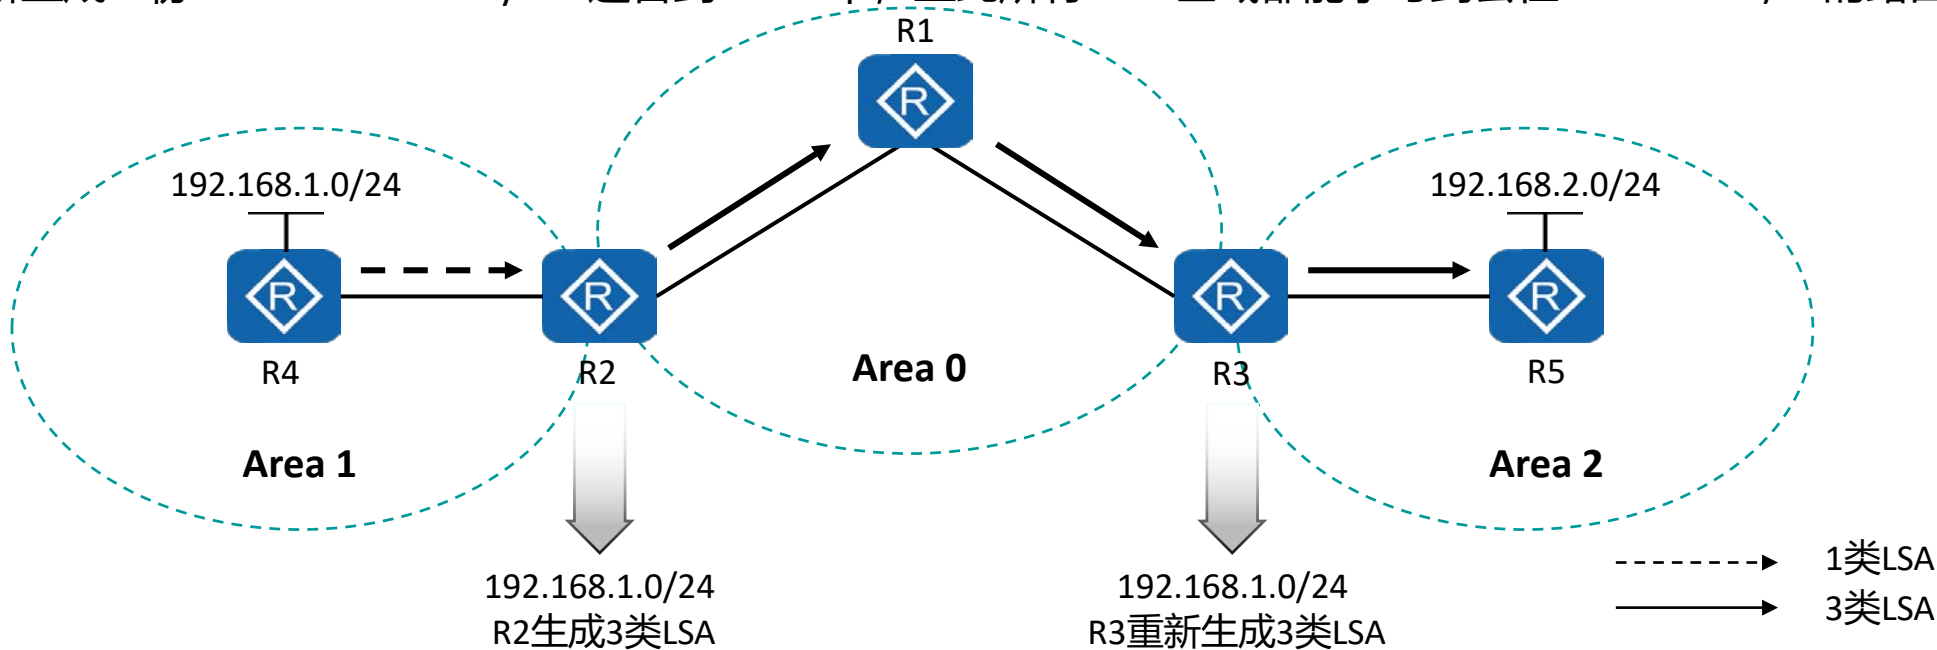 R1
192.168.1.0/24
192.168.2.0/24
R
R
R
R
R
R4
R2
Area 0
R3
R5
Area 1
Area 2
192.168.1.0/24
R2生成3类LSA
192.168.1.0/24
R3重新生成3类LSA
1类LSA
3类LSA